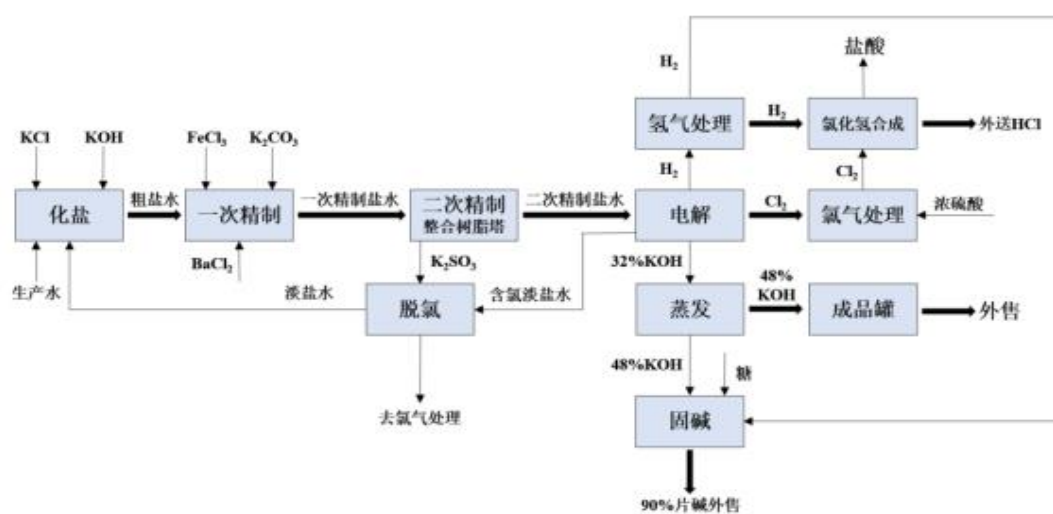 盐酸
H₂
氢气处理
H₂
氯化氢合成
外送HCl
KCl
KOH
FeCl₃
K₂CO₃
H₂
Cl₂
化盐
粗盐水
一次精制
一次精制盐水
二次精制
整合树脂塔
二次精制盐水
电解
Cl₂
氯气处理
浓硫酸
BaCl₂
K₂SO₃
32%KOH
48%
KOH
生产水
淡盐水
脱氯
含氯淡盐水
蒸发
成品罐
外售
48%KOH
糖
去氯气处理
固碱
90%片碱外售